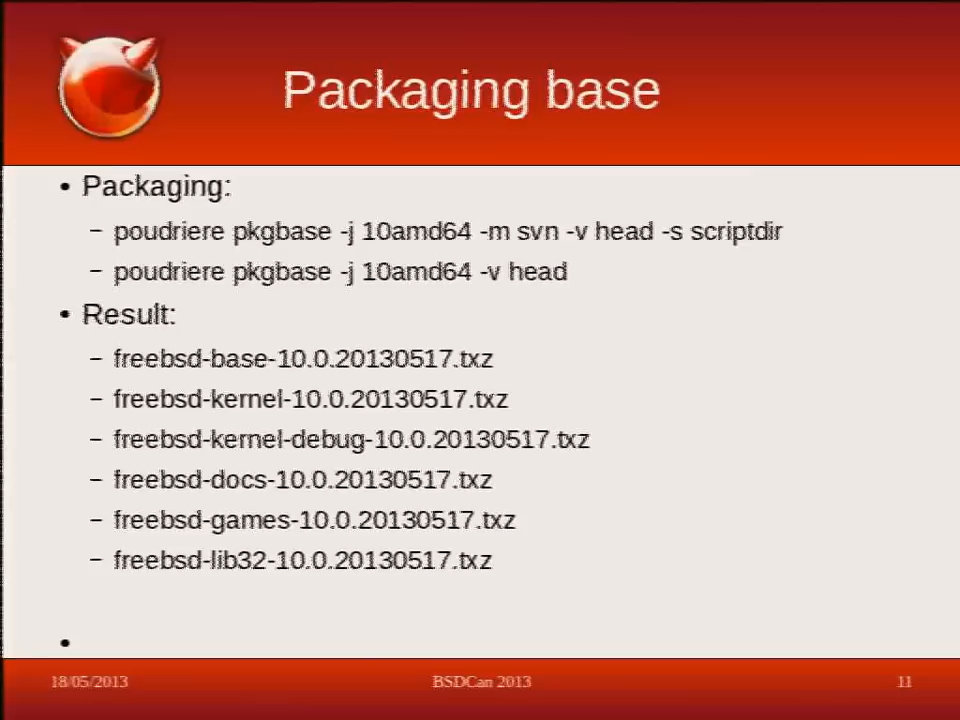 Packaging base
• Packaging:
– poudriere pkgbase -j 10amd64 -m svn -v head -s scriptdir
– poudriere pkgbase -j 10amd64 -v head
• Result:
– freebsd-base-10.0.20130517.txz
– freebsd-kernel-10.0.20130517.txz
– freebsd-kernel-debug-10.0.20130517.txz
– freebsd-docs-10.0.20130517.txz
– freebsd-games-10.0.20130517.txz
– freebsd-lib32-10.0.20130517.txz
•
18/05/2013 BSDCan 2013 11